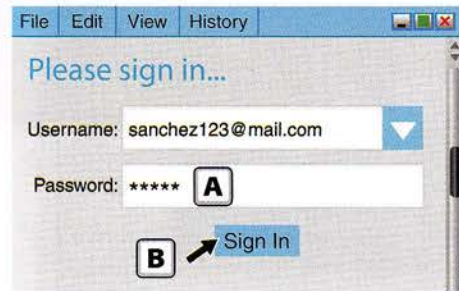 File Edit View History
Please sign in...
Username: sanchez123@mail.com
Password: ***** A
B Sign In